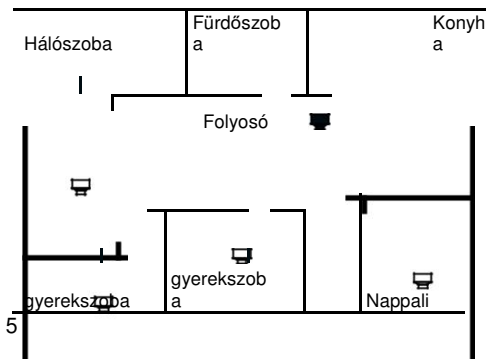 Hálószoba
Fürdőszob
a
Konyh
a
Folyosó
gyerekszoba
gyerekszob
a
Nappali
5